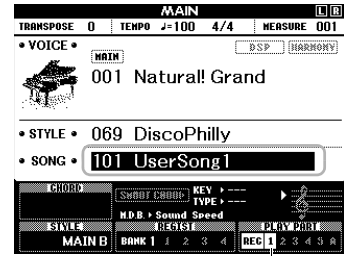 MAIN L R
TRANSPOSE 0 TEMPO ♩=100 4/4 MEASURE 001
• VOICE • MAIN DSP HARMONY
001 Natural! Grand
• STYLE • 069 DiscoPhilly
• SONG • 101 UserSong1
CHORD SMART CHORD KEY ▸ ---
TYPE ▸ ---
M.D.B. ▸ Sound Speed
STYLE REGIST PLAY PART
MAIN B BANK 1 1 2 3 4 REC 1 2 3 4 5 A